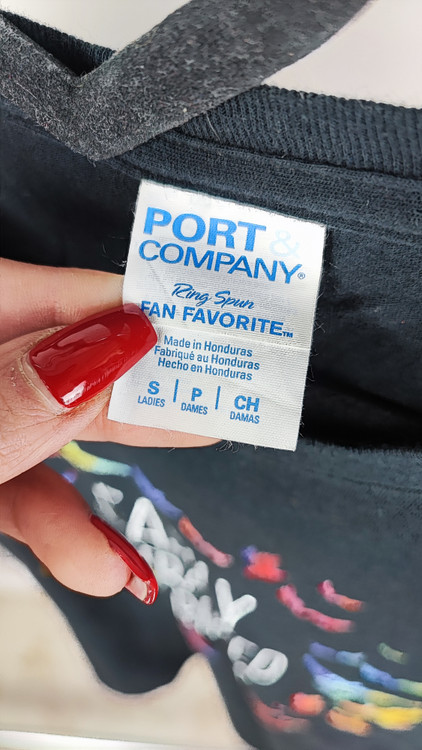 PORT &
COMPANY®
Ring Spun
FAN FAVORITE™
Made in Honduras
Fabriqué au Honduras
Hecho en Honduras
S | P | CH
LADIES DAMES DAMAS